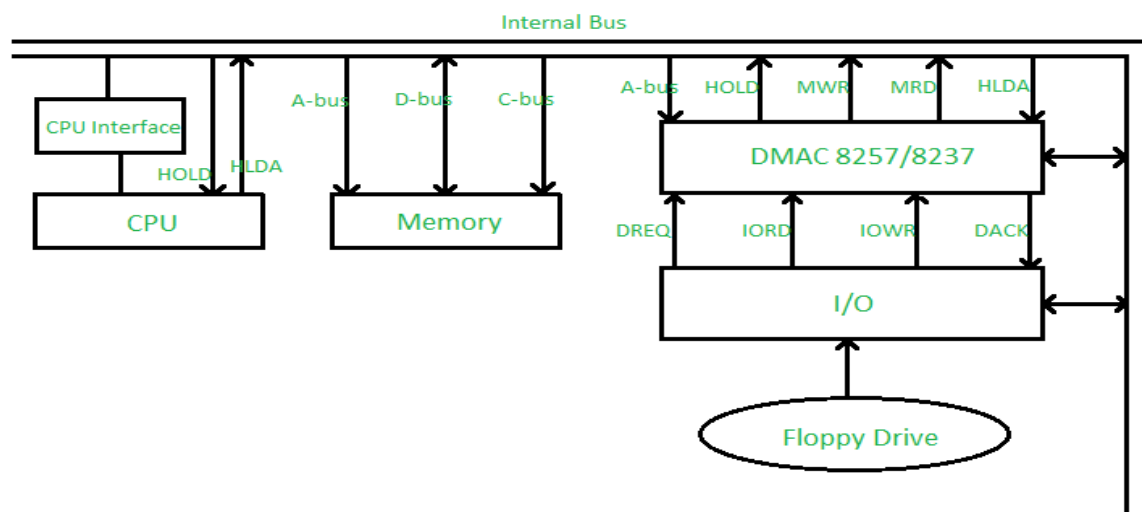 Internal Bus
A-bus
D-bus
C-bus
A-bus
HOLD
MWR
MRD
HLDA
CPU Interface
DMAC 8257/8237
HOLD
HLDA
CPU
Memory
DREQ
IORD
IOWR
DACK
I/O
Floppy Drive